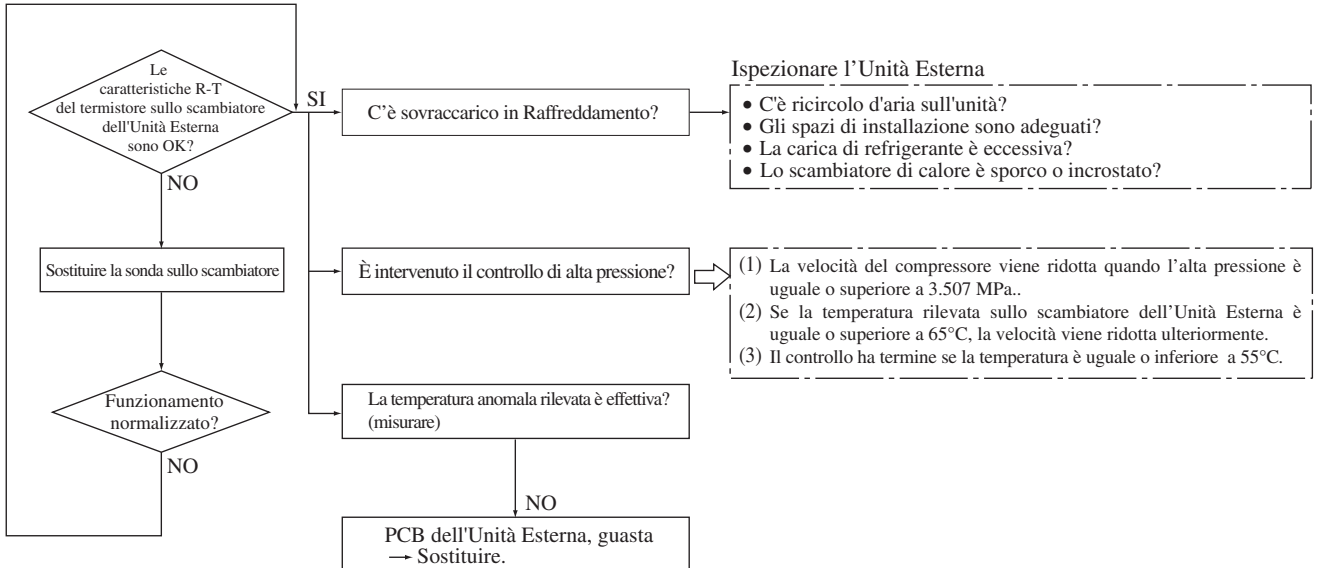 Le
caratteristiche R-T
del termistore sullo scambiatore
dell'Unità Esterna
sono OK?
SI
NO
Sostituire la sonda sullo scambiatore
Funzionamento
normalizzato?
NO
C’è sovraccarico in Raffreddamento?
Ispezionare l’Unità Esterna
• C'è ricircolo d'aria sull'unità?
• Gli spazi di installazione sono adeguati?
• La carica di refrigerante è eccessiva?
• Lo scambiatore di calore è sporco o incrostato?
È intervenuto il controllo di alta pressione?
(1) La velocità del compressore viene ridotta quando l’alta pressione è
uguale o superiore a 3.507 MPa..
(2) Se la temperatura rilevata sullo scambiatore dell’Unità Esterna è
uguale o superiore a 65°C, la velocità viene ridotta ulteriormente.
(3) Il controllo ha termine se la temperatura è uguale o inferiore a 55°C.
La temperatura anomala rilevata è effettiva?
(misurare)
NO
PCB dell'Unità Esterna, guasta
→ Sostituire.